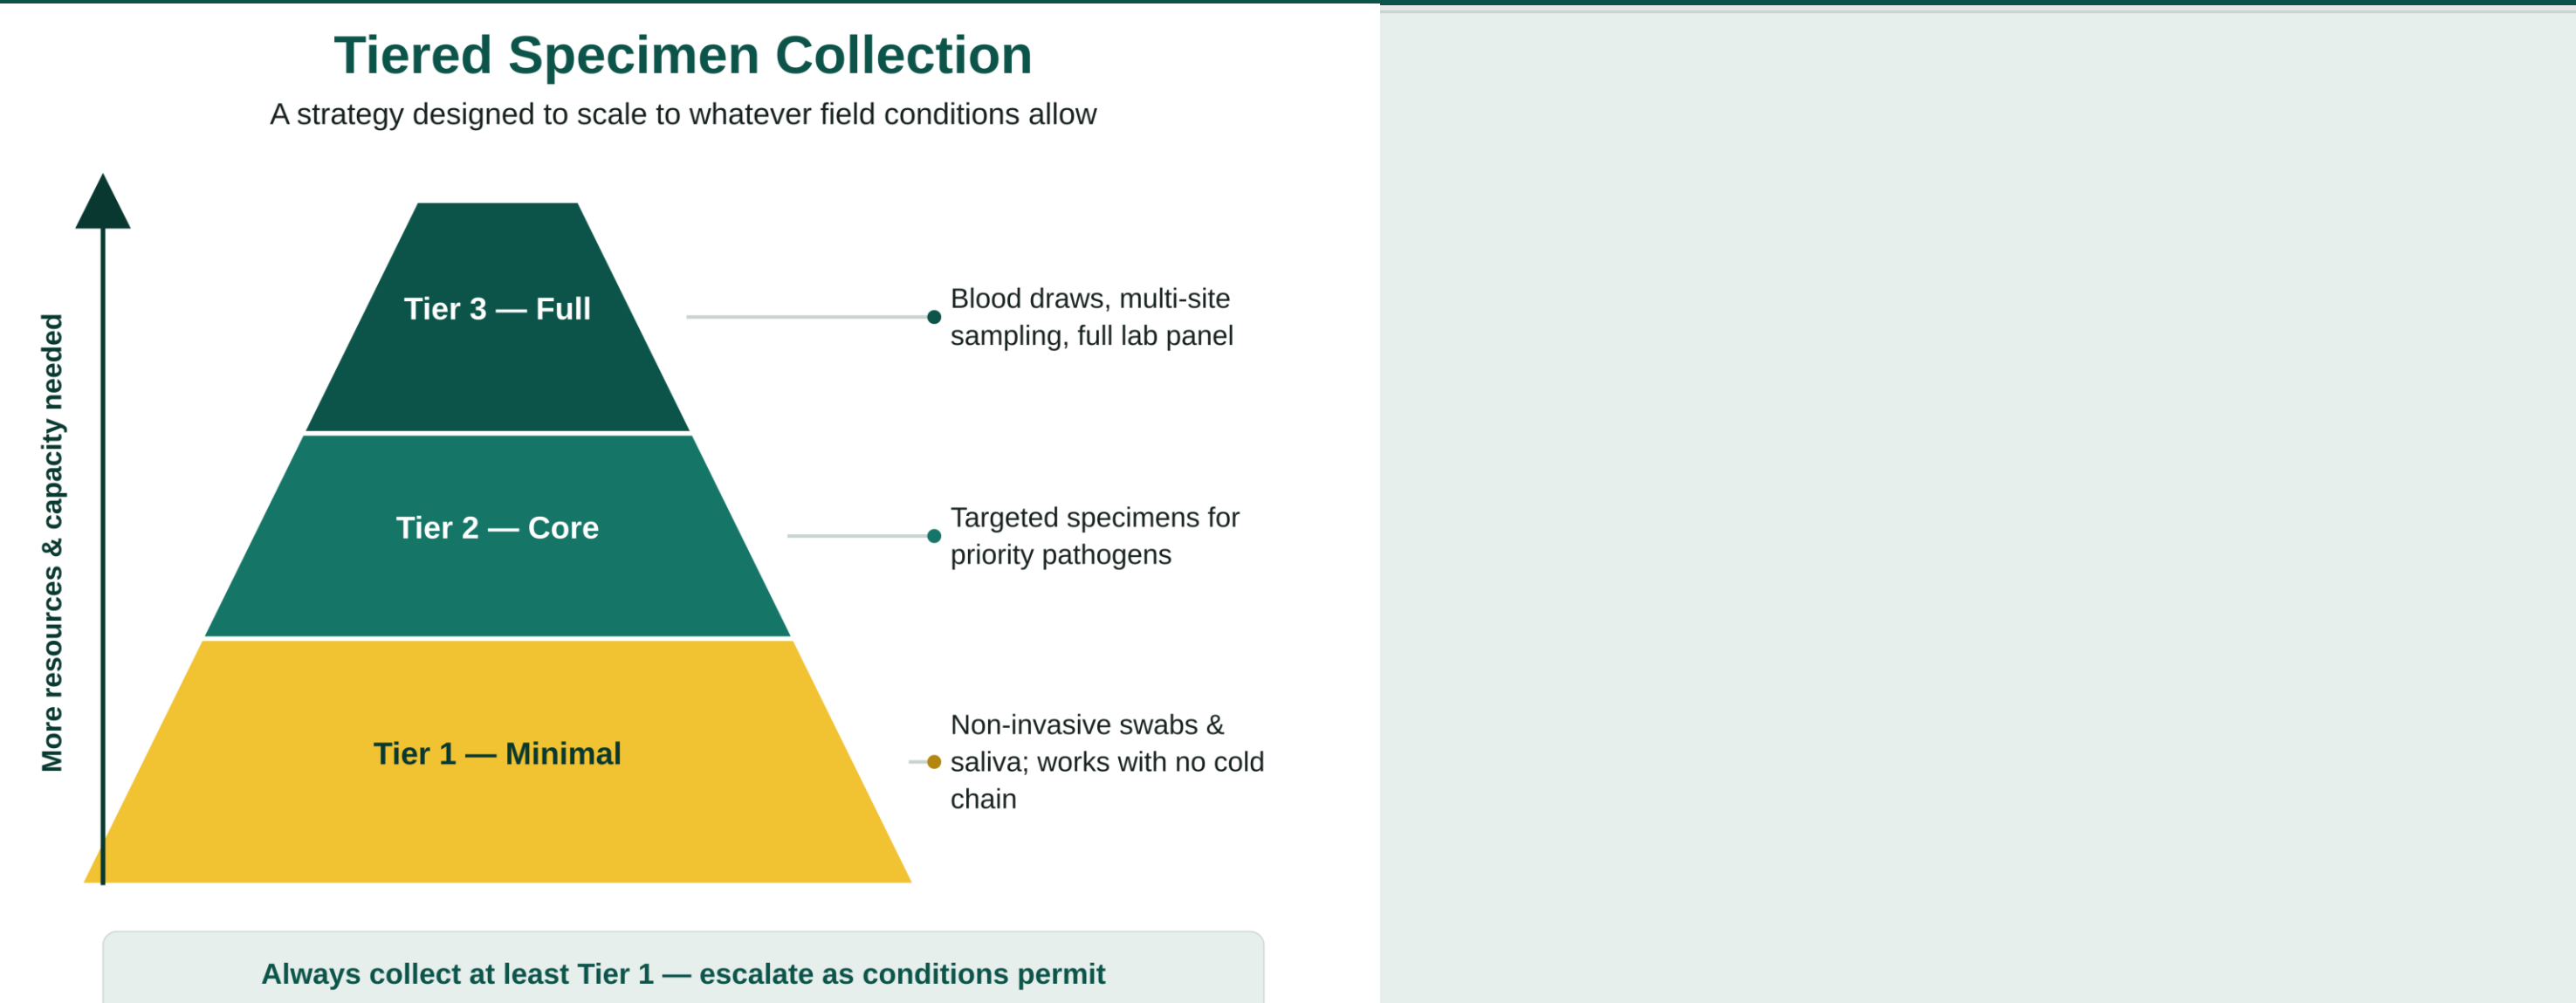 Tiered Specimen Collection
A strategy designed to scale to whatever field conditions allow
More resources & capacity needed
Tier 3 — Full
Blood draws, multi-site
sampling, full lab panel
Tier 2 — Core
Targeted specimens for
priority pathogens
Tier 1 — Minimal
Non-invasive swabs &
saliva; works with no cold
chain
Always collect at least Tier 1 — escalate as conditions permit